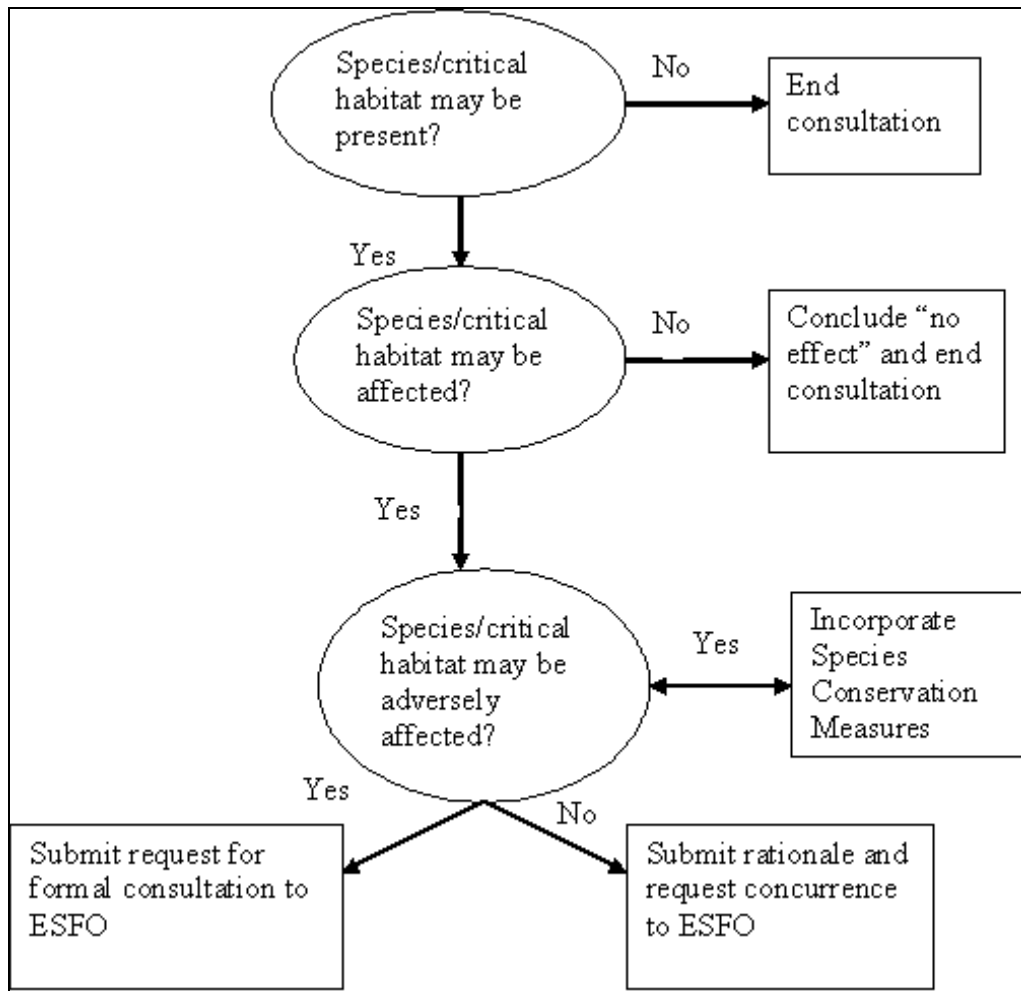 Species/critical
habitat may be
present?
No
End
consultation
Yes
Species/critical
habitat may be
affected?
No
Conclude “no
effect” and end
consultation
Yes
Species/critical
habitat may be
adversely
affected?
Yes
Incorporate
Species
Conservation
Measures
Yes
No
Submit request for
formal consultation to
ESFO
Submit rationale and
request concurrence
to ESFO